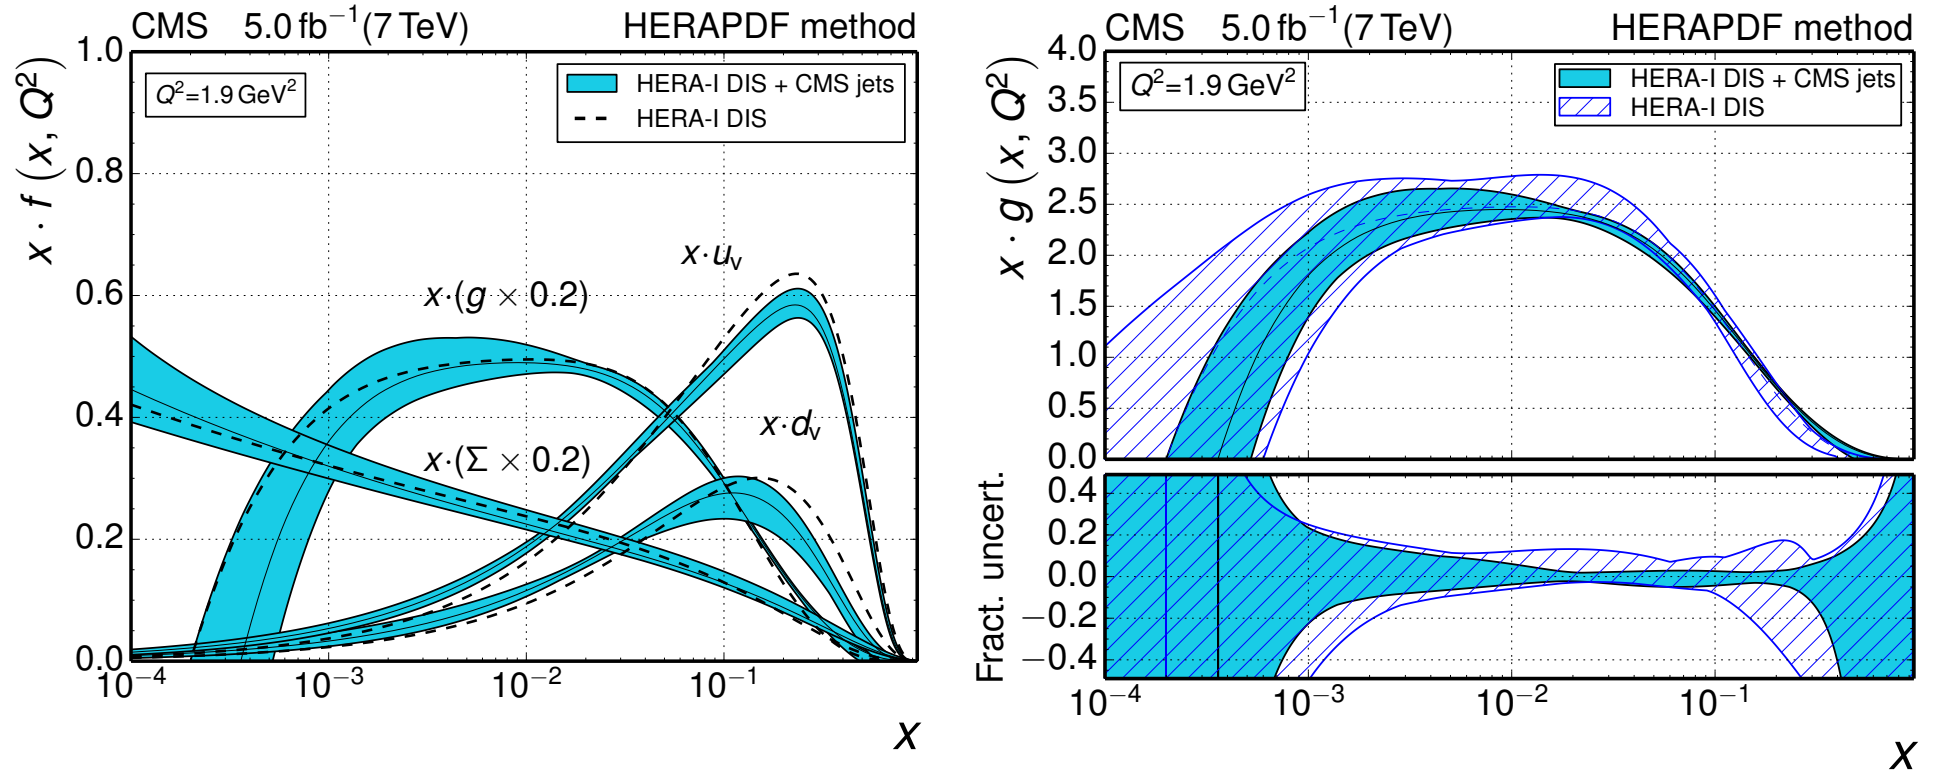 CMS 5.0 fb⁻¹(7 TeV) HERAPDF method
x · f (x, Q²)
1.0
0.8
0.6
0.4
0.2
0.0
Q²=1.9 GeV²
HERA-I DIS + CMS jets
HERA-I DIS
x·u_v
x·(g × 0.2)
x·d_v
x·(Σ × 0.2)
10⁻⁴ 10⁻³ 10⁻² 10⁻¹
x
CMS 5.0 fb⁻¹(7 TeV) HERAPDF method
x · g (x, Q²)
4.0
3.5
3.0
2.5
2.0
1.5
1.0
0.5
0.0
Q²=1.9 GeV²
HERA-I DIS + CMS jets
HERA-I DIS
Fract. uncert.
0.4
0.2
0.0
−0.2
−0.4
10⁻⁴ 10⁻³ 10⁻² 10⁻¹
x